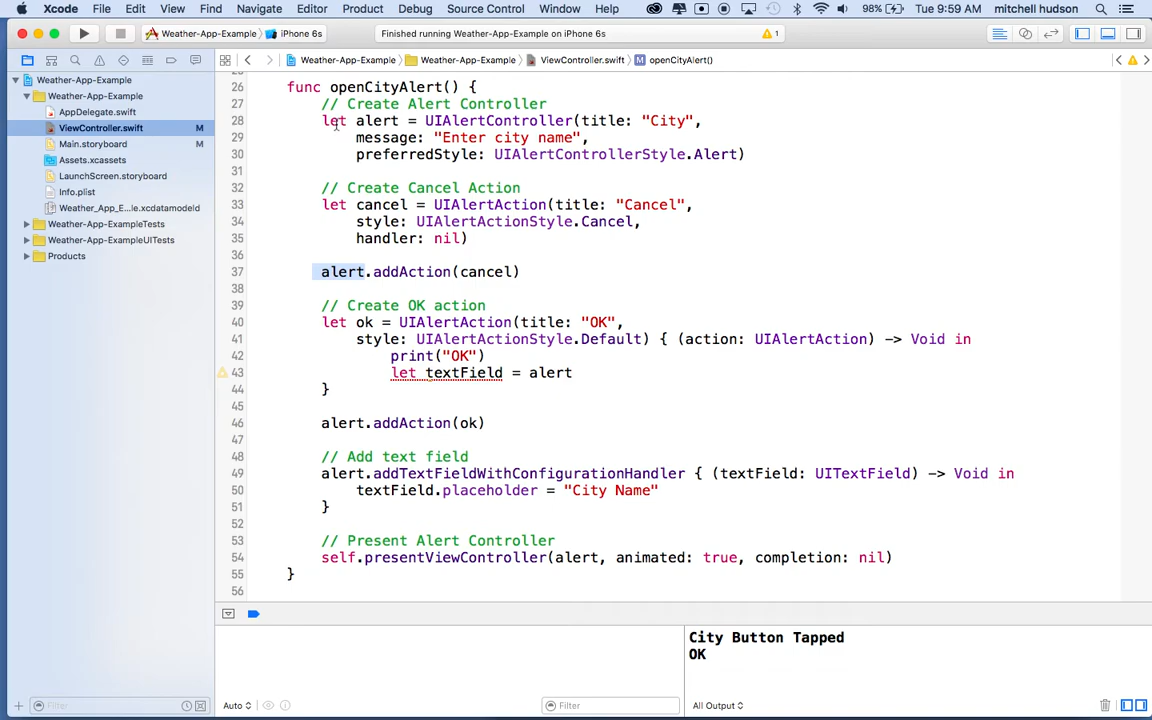 Xcode File Edit View Find Navigate Editor Product Debug Source Control Window Help 98% Tue 9:59 AM mitchell hudson
Weather-App-Example iPhone 6s Finished running Weather-App-Example on iPhone 6s 1
Weather-App-Example Weather-App-Example ViewController.swift M openCityAlert()
Weather-App-Example
Weather-App-Example
AppDelegate.swift
ViewController.swift M
Main.storyboard M
Assets.xcassets
LaunchScreen.storyboard
Info.plist
Weather_App_E...le.xcdatamodeld
Weather-App-ExampleTests
Weather-App-ExampleUITests
Products
26 func openCityAlert() {
27 // Create Alert Controller
28 let alert = UIAlertController(title: "City",
29 message: "Enter city name",
30 preferredStyle: UIAlertControllerStyle.Alert)
31
32 // Create Cancel Action
33 let cancel = UIAlertAction(title: "Cancel",
34 style: UIAlertActionStyle.Cancel,
35 handler: nil)
36
37 alert.addAction(cancel)
38
39 // Create OK action
40 let ok = UIAlertAction(title: "OK",
41 style: UIAlertActionStyle.Default) { (action: UIAlertAction) -> Void in
42 print("OK")
43 let textField = alert
44 }
45
46 alert.addAction(ok)
47
48 // Add text field
49 alert.addTextFieldWithConfigurationHandler { (textField: UITextField) -> Void in
50 textField.placeholder = "City Name"
51 }
52
53 // Present Alert Controller
54 self.presentViewController(alert, animated: true, completion: nil)
55 }
56
City Button Tapped
OK
Filter Auto Filter All Output